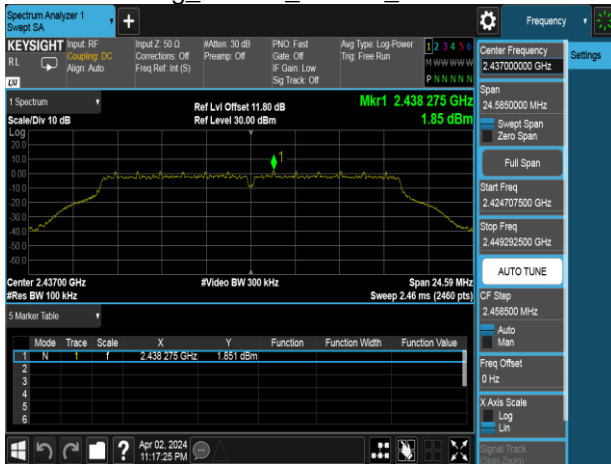 Spectrum Analyzer 1
Swept SA
Frequency
KEYSIGHT
RL
Input: RF
Coupling: DC
Align: Auto
Input Z: 50 Ω
Corrections: Off
Freq Ref: Int (S)
#Atten: 30 dB
Preamp: Off
PNO: Fast
Gate: Off
IF Gain: Low
Sig Track: Off
Avg Type: Log-Power
Trig: Free Run
1 2 3 4 5 6
M W W W W W
P N N N N N
1 Spectrum
Scale/Div 10 dB
Ref Lvl Offset 11.80 dB
Ref Level 30.00 dBm
Mkr1 2.438 275 GHz
1.85 dBm
Log
20.0
10.0
0.00
-10.0
-20.0
-30.0
-40.0
-50.0
-60.0
1
Center 2.43700 GHz
#Video BW 300 kHz
Span 24.59 MHz
#Res BW 100 kHz
Sweep 2.46 ms (2460 pts)
5 Marker Table
Mode Trace Scale X Y Function Function Width Function Value
1 N 1 f 2.438 275 GHz 1.851 dBm
2
3
4
5
6
Apr 02, 2024
11:17:25 PM
Center Frequency
2.437000000 GHz
Settings
Span
24.5850000 MHz
Swept Span
Zero Span
Full Span
Start Freq
2.424707500 GHz
Stop Freq
2.449292500 GHz
AUTO TUNE
CF Step
2.458500 MHz
Auto
Man
Freq Offset
0 Hz
X Axis Scale
Log
Lin
Signal Track
(Span Zoom)